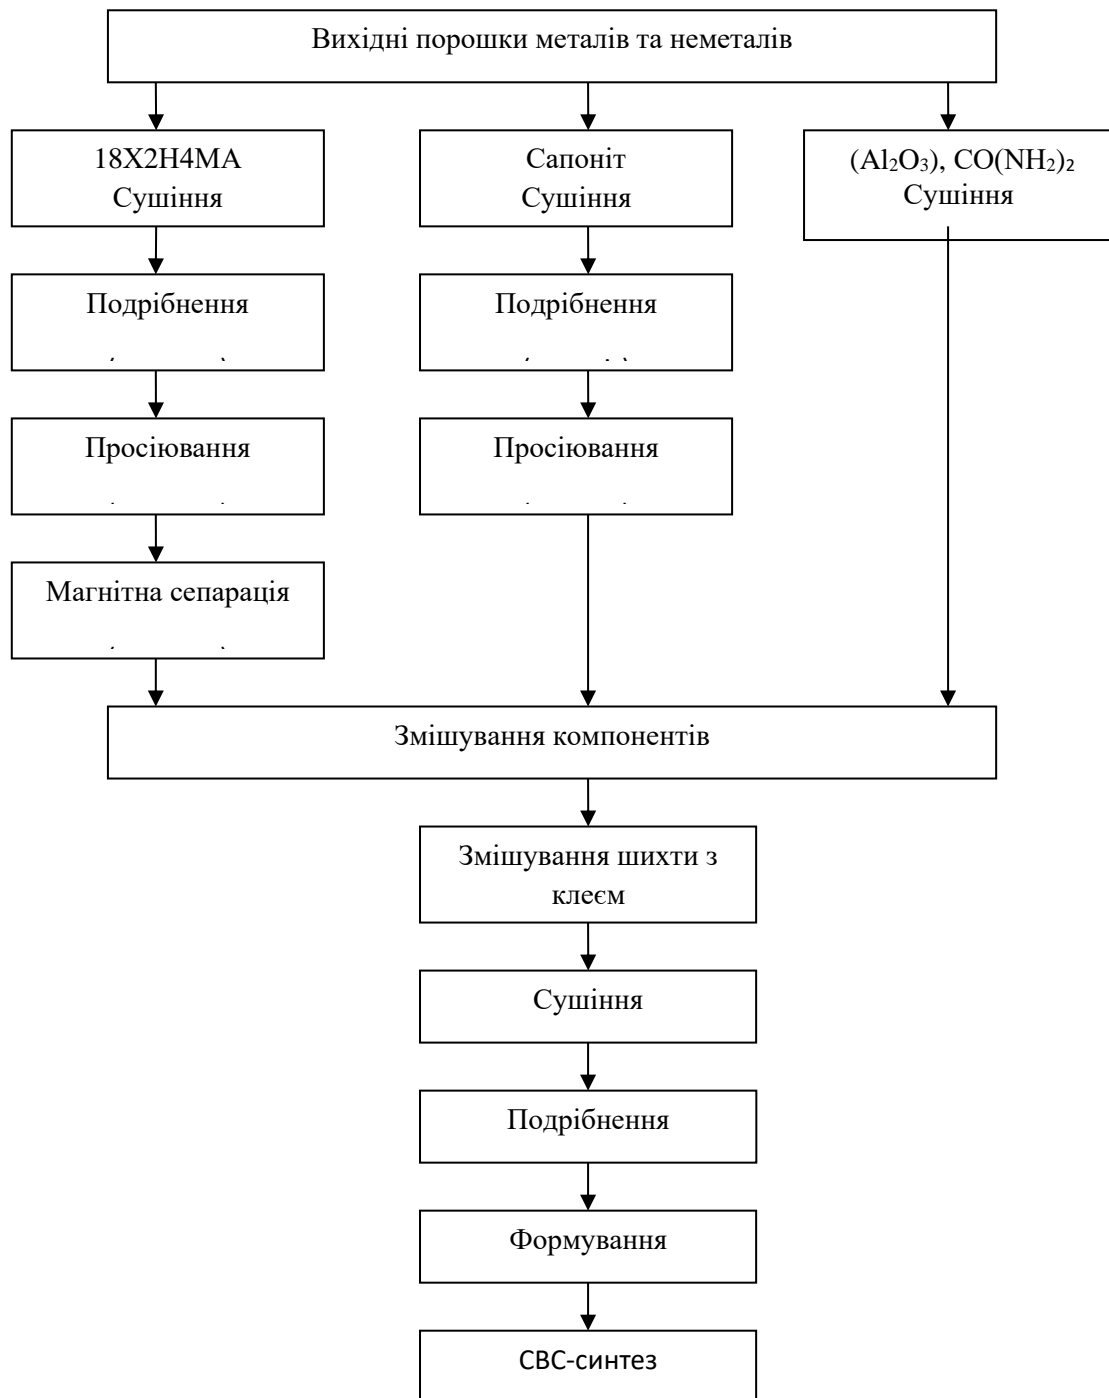 Вихідні порошки металів та неметалів
18Х2Н4МА
Сушіння
Сапоніт
Сушіння
(Al₂O₃), CO(NH₂)₂
Сушіння
Подрібнення
Подрібнення
Просіювання
Просіювання
Магнітна сепарація
Змішування компонентів
Змішування шихти з
клеєм
Сушіння
Подрібнення
Формування
СВС-синтез